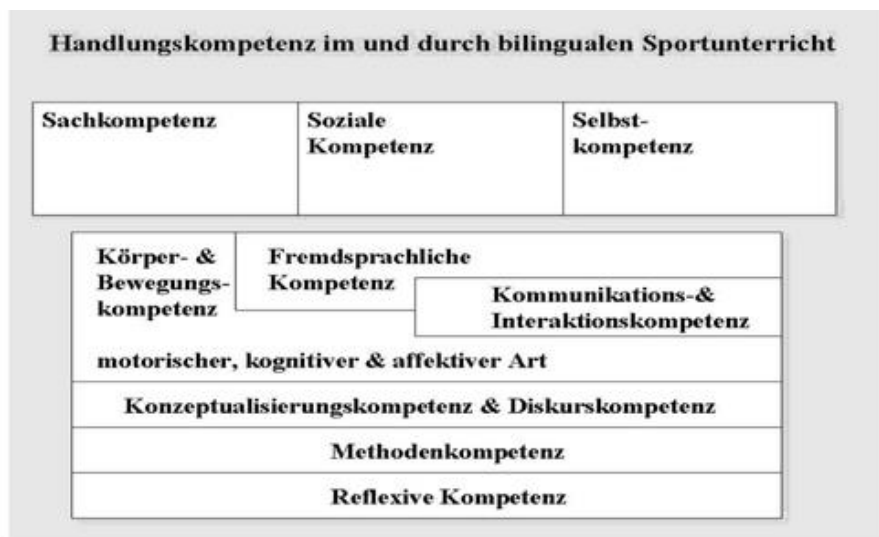 Handlungskompetenz im und durch bilingualen Sportunterricht
Sachkompetenz
Soziale
Kompetenz
Selbst-
kompetenz
Körper- &
Bewegungs-
kompetenz
Fremdsprachliche
Kompetenz
Kommunikations-&
Interaktionskompetenz
motorischer, kognitiver & affektiver Art
Konzeptualisierungskompetenz & Diskurskompetenz
Methodenkompetenz
Reflexive Kompetenz